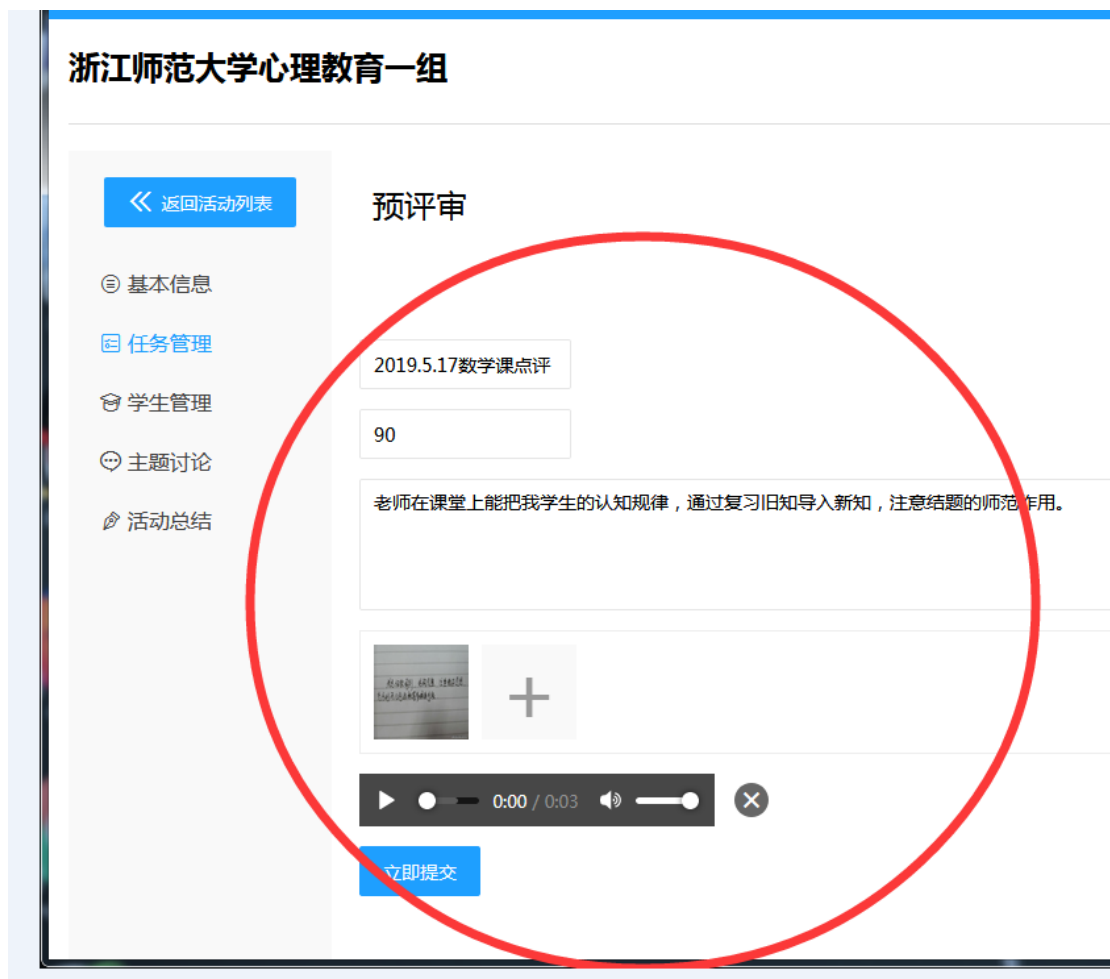 浙江师范大学心理教育一组
返回活动列表
预评审
基本信息
任务管理
学生管理
主题讨论
活动总结
2019.5.17数学课点评
90
老师在课堂上能把我学生的认知规律，通过复习旧知导入新知，注意结题的师范作用。
0:00 / 0:03
立即提交